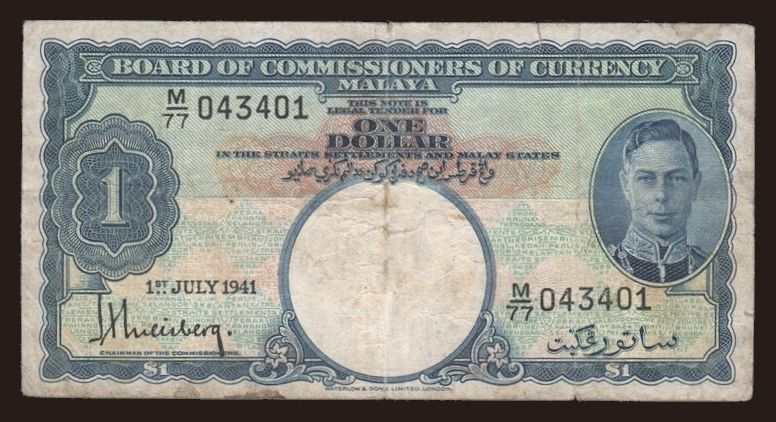 BOARD OF COMMISSIONERS OF CURRENCY
MALAYA
M/77 043401
THIS NOTE IS
LEGAL TENDER FOR
ONE
DOLLAR
IN THE STRAITS SETTLEMENTS AND MALAY STATES
1
1ST JULY 1941
M/77 043401
CHAIRMAN OF THE COMMISSIONERS.
ساتو رڠڬيت
$1
$1
WATERLOW & SONS LIMITED, LONDON.